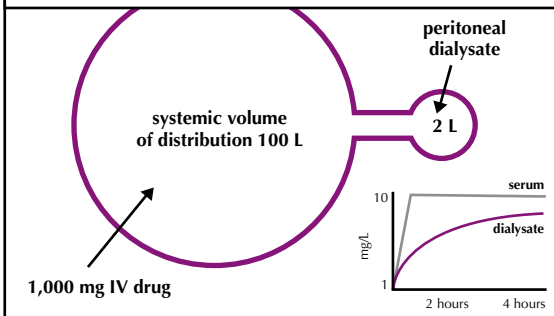 peritoneal
dialysate
systemic volume
of distribution 100 L
2 L
1,000 mg IV drug
serum
10
dialysate
mg/L
1
2 hours
4 hours